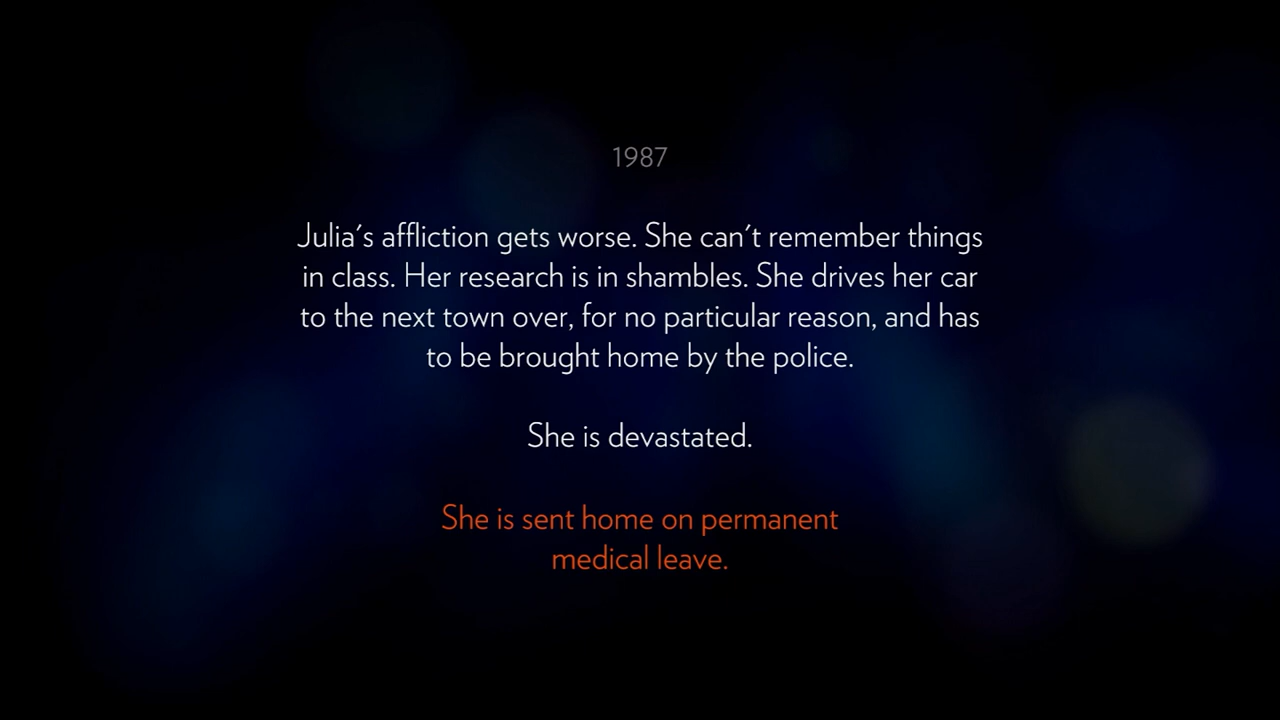 1987
Julia's affliction gets worse. She can't remember things
in class. Her research is in shambles. She drives her car
to the next town over, for no particular reason, and has
to be brought home by the police.
She is devastated.
She is sent home on permanent
medical leave.